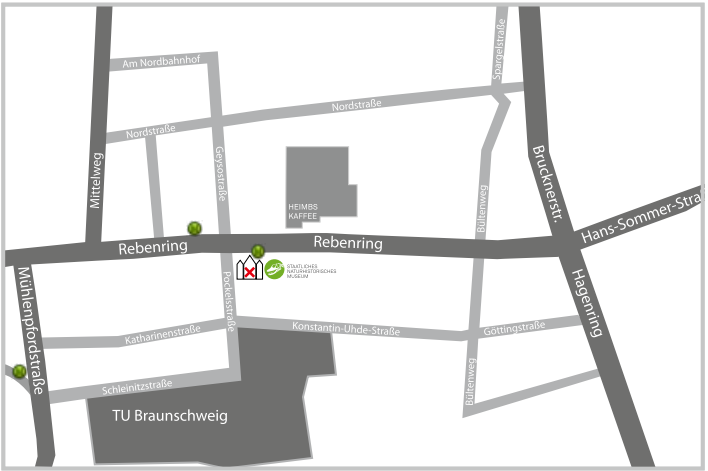 Am Nordbahnhof
Spargelstraße
Nordstraße
Nordstraße
Mittelweg
Geysostraße
HEIMBS
KAFFEE
Bültenweg
Brucknerstr.
Hans-Sommer-Stra
Rebenring
Rebenring
STAATLICHES
NATURHISTORISCHES
MUSEUM
Mühlenpfordtstraße
Pockelsstraße
Hagenring
Katharinenstraße
Konstantin-Uhde-Straße
Göttingstraße
Schleinitzstraße
Bültenweg
TU Braunschweig